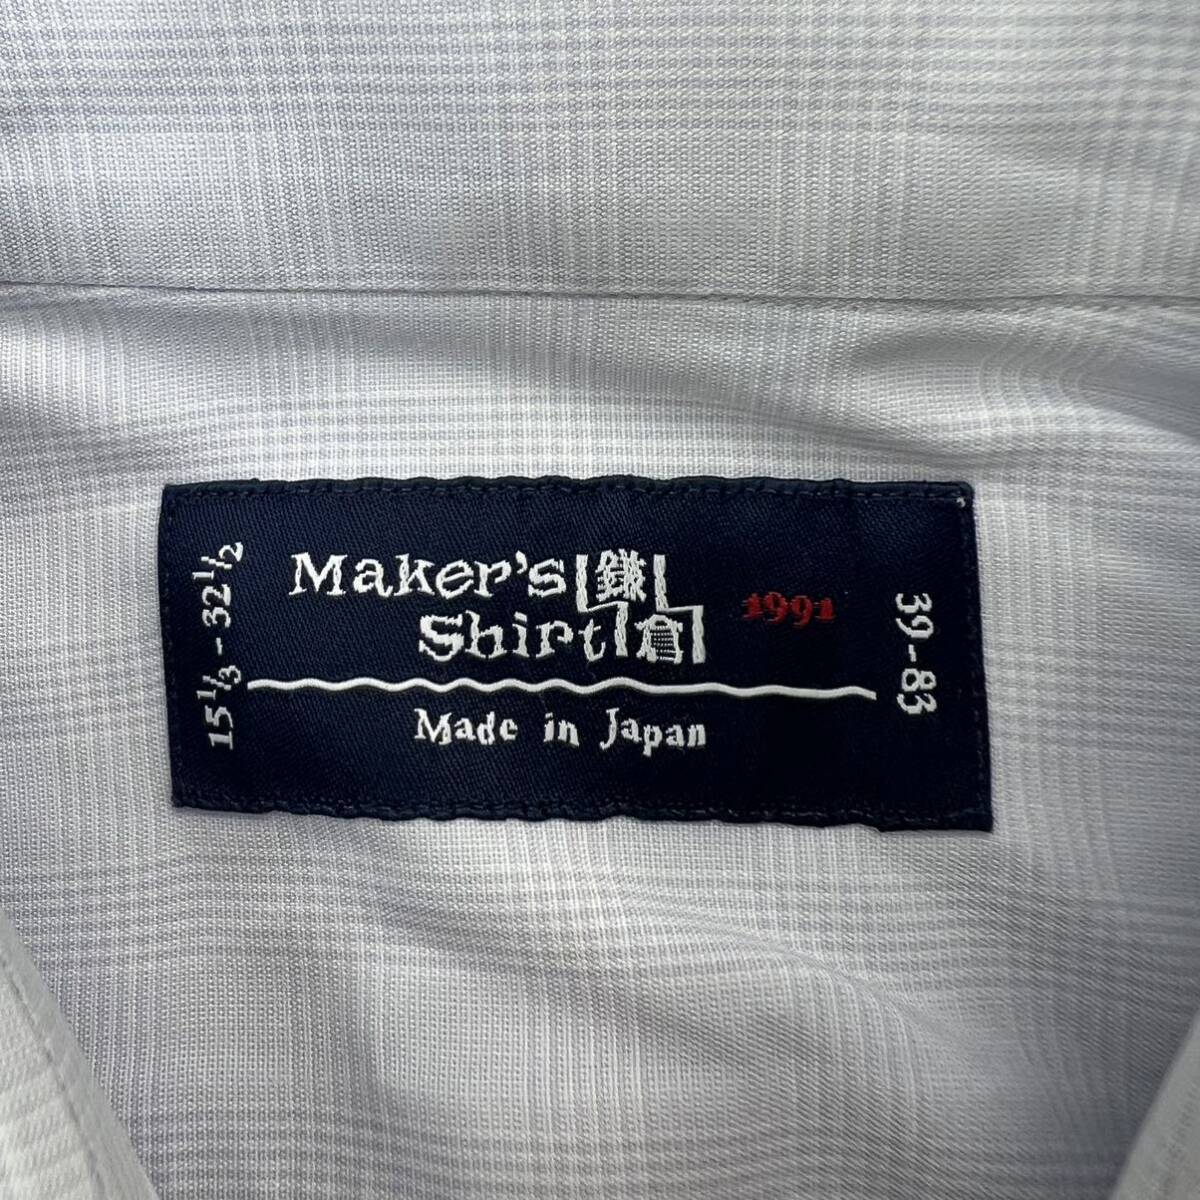 Maker's 鎌
Shirt 倉
1991
Made in Japan
15 1/3 - 32 1/2
39-83